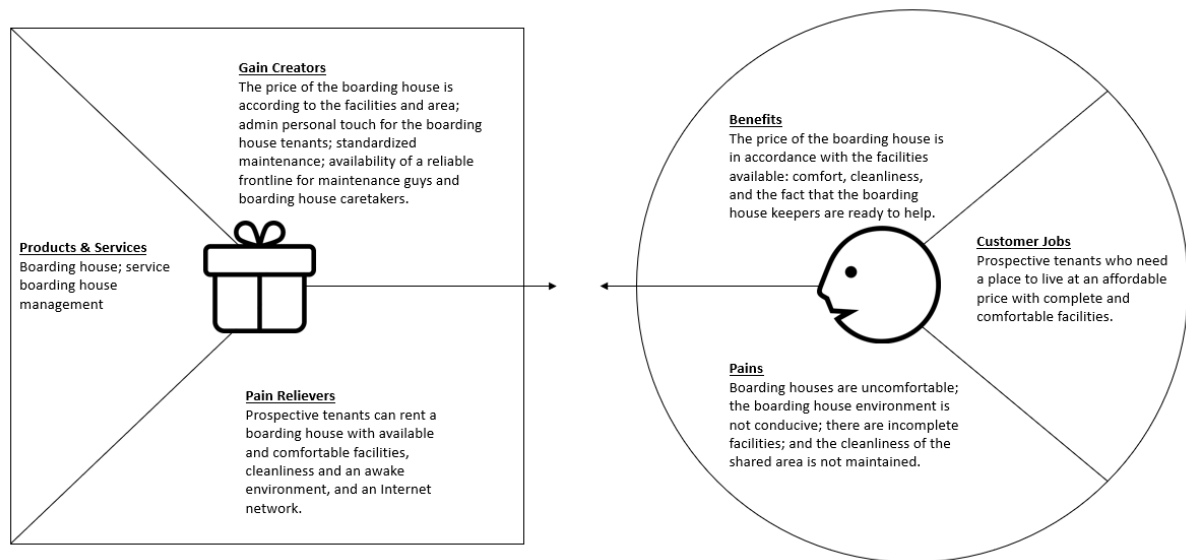 Gain Creators
The price of the boarding house is
according to the facilities and area;
admin personal touch for the boarding
house tenants; standardized
maintenance; availability of a reliable
frontline for maintenance guys and
boarding house caretakers.
Products & Services
Boarding house; service
boarding house
management
Pain Relievers
Prospective tenants can rent a
boarding house with available
and comfortable facilities,
cleanliness and an awake
environment, and an Internet
network.
Benefits
The price of the boarding house is
in accordance with the facilities
available: comfort, cleanliness,
and the fact that the boarding
house keepers are ready to help.
Customer Jobs
Prospective tenants who need
a place to live at an affordable
price with complete and
comfortable facilities.
Pains
Boarding houses are uncomfortable;
the boarding house environment is
not conducive; there are incomplete
facilities; and the cleanliness of the
shared area is not maintained.